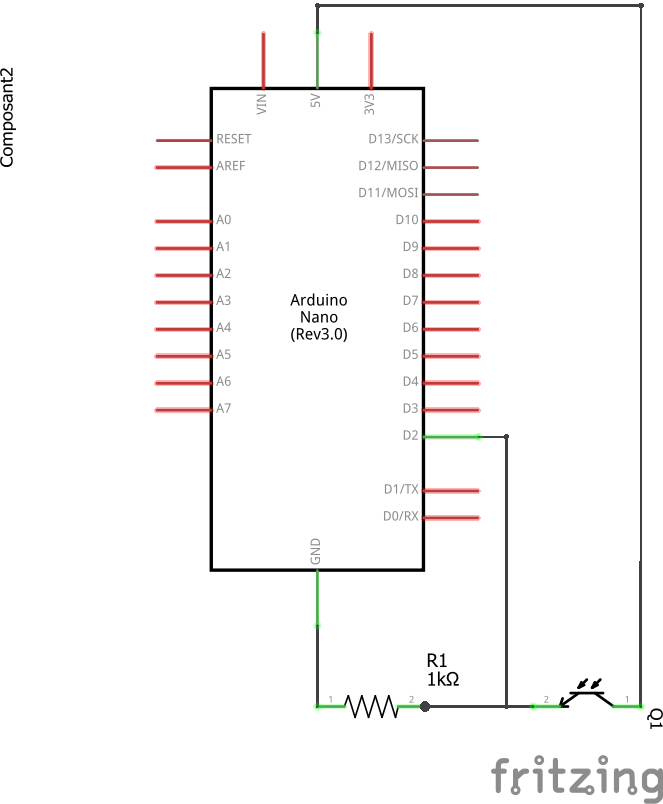 Composant2
VIN
5V
3V3
RESET
D13/SCK
AREF
D12/MISO
D11/MOSI
A0
D10
A1
D9
A2
D8
A3
D7
Arduino
Nano
(Rev3.0)
A4
D6
A5
D5
A6
D4
A7
D3
D2
D1/TX
D0/RX
GND
R1
1kΩ
1
2
2
1
Q1
fritzing